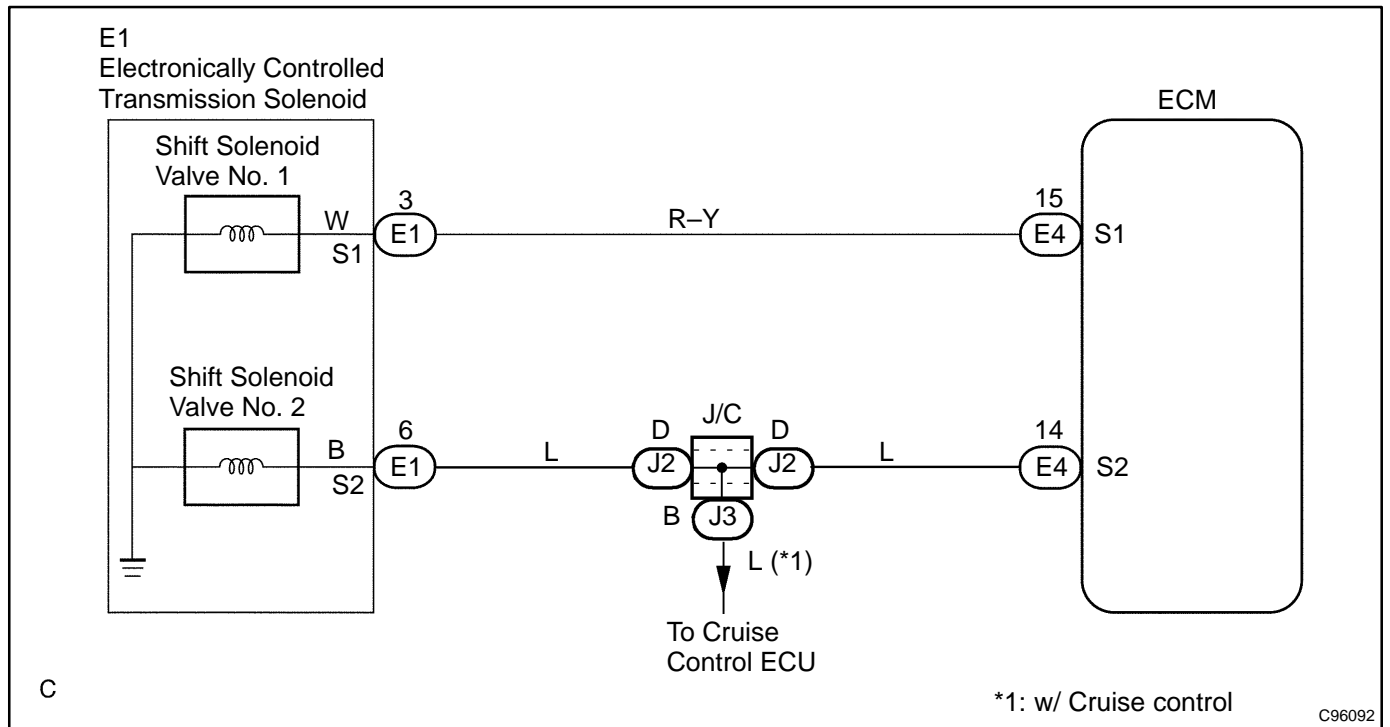 E1
Electronically Controlled
Transmission Solenoid
ECM
Shift Solenoid
Valve No. 1
W
S1
3
E1
R–Y
15
E4
S1
Shift Solenoid
Valve No. 2
B
S2
6
E1
L
D
J2
J/C
D
J2
L
14
E4
S2
B
J3
L (*1)
To Cruise
Control ECU
C
*1: w/ Cruise control
C96092